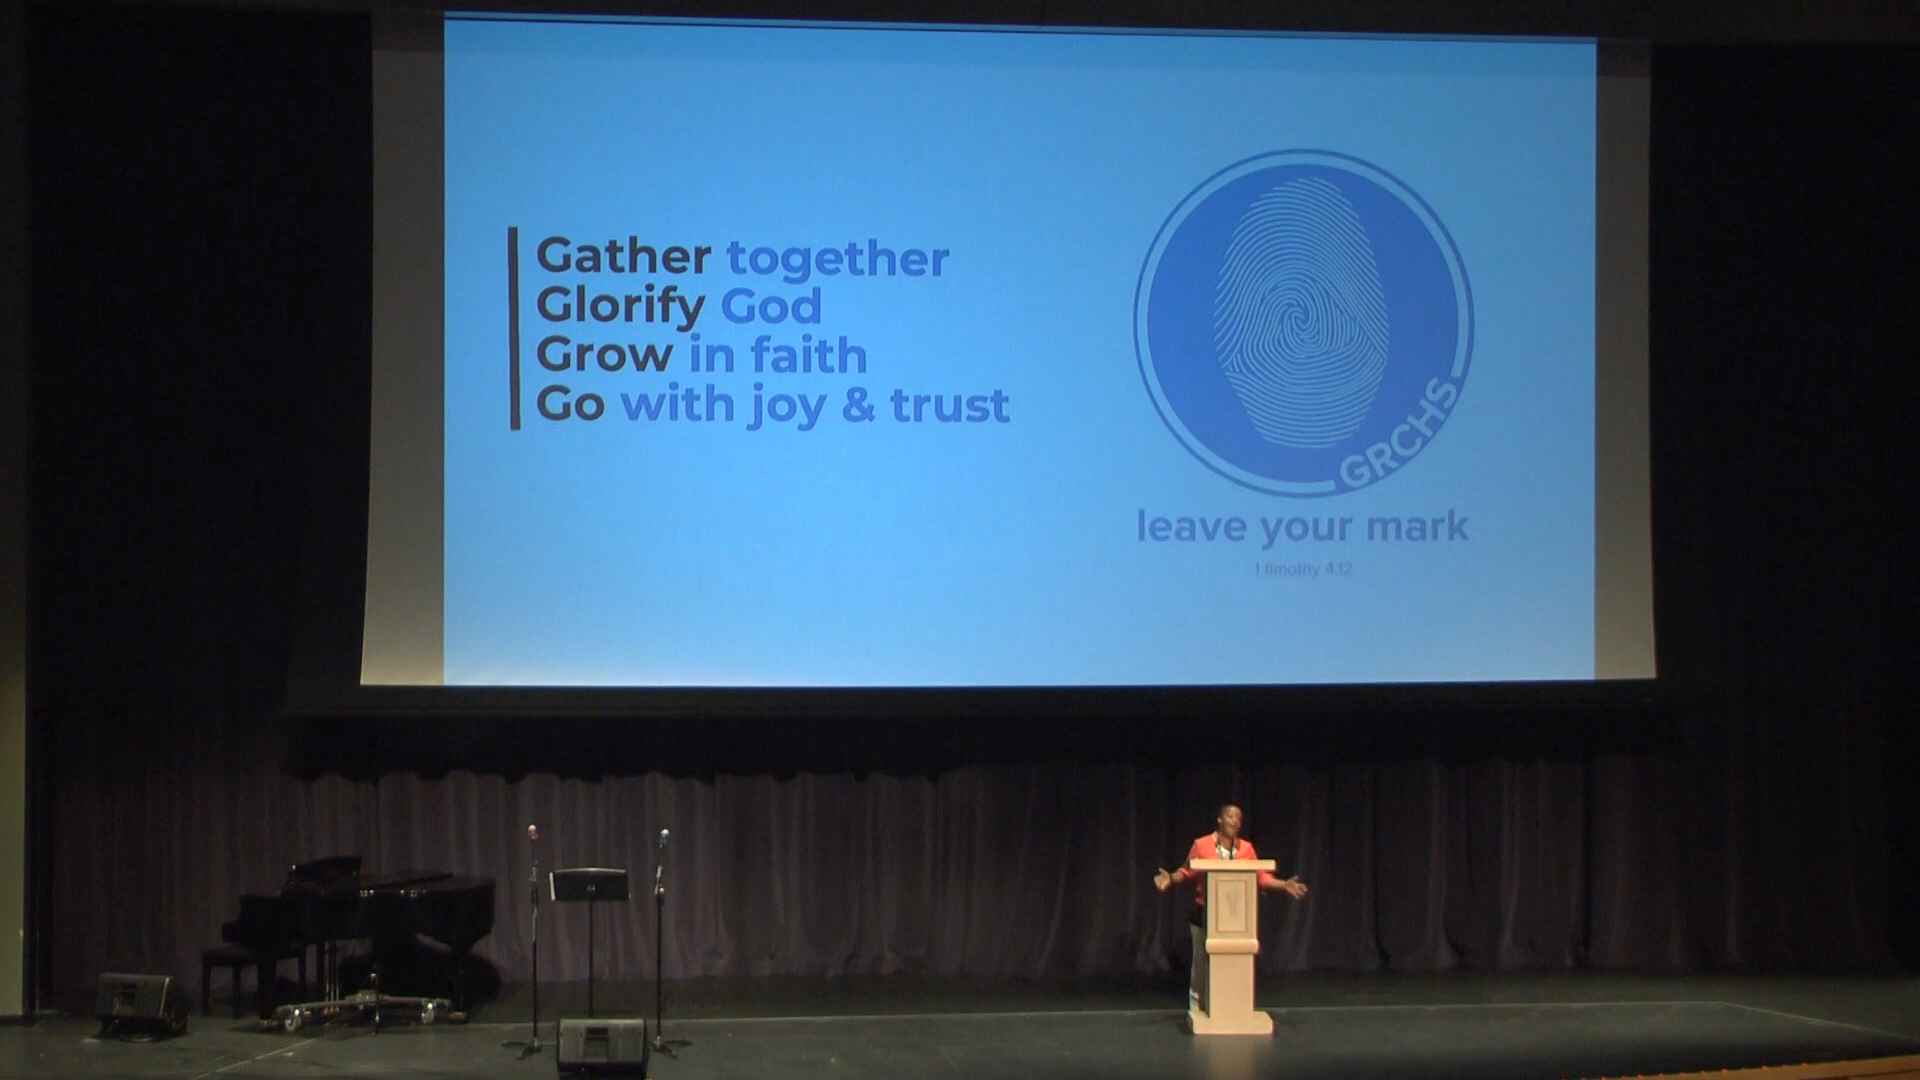 Gather together
Glorify God
Grow in faith
Go with joy & trust
GRCHS
leave your mark
1 timothy 4.12